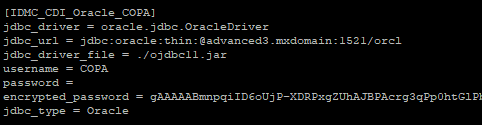 [IDMC_CDI_Oracle_COPA]
jdbc_driver = oracle.jdbc.OracleDriver
jdbc_url = jdbc:oracle:thin:@advanced3.mxdomain:1521/orcl
jdbc_driver_file = ./ojdbc11.jar
username = COPA
password =
encrypted_password = gAAAAABmnpqiID6oUjP-XDRPxgZUhAJBPAcrg3qPp0htGlPh
jdbc_type = Oracle